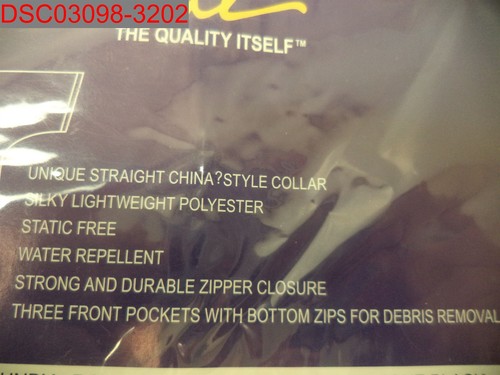 DSC03098-3202
THE QUALITY ITSELF™
UNIQUE STRAIGHT CHINA?STYLE COLLAR
SILKY LIGHTWEIGHT POLYESTER
STATIC FREE
WATER REPELLENT
STRONG AND DURABLE ZIPPER CLOSURE
THREE FRONT POCKETS WITH BOTTOM ZIPS FOR DEBRIS REMOVAL